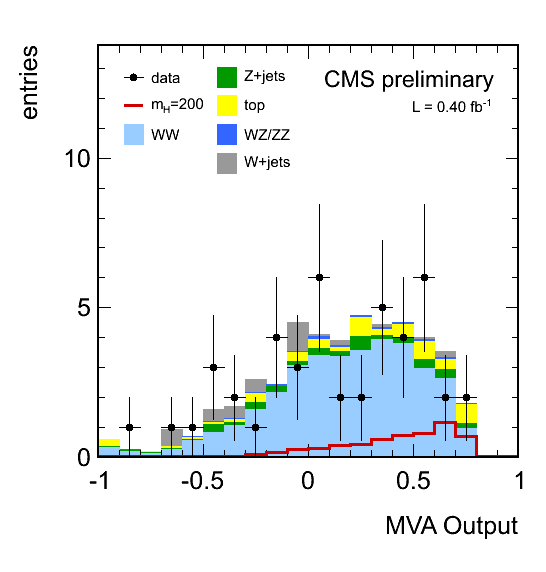 entries
data
m_H=200
WW
Z+jets
top
WZ/ZZ
W+jets
CMS preliminary
L = 0.40 fb⁻¹
10
5
0
-1 -0.5 0 0.5 1
MVA Output